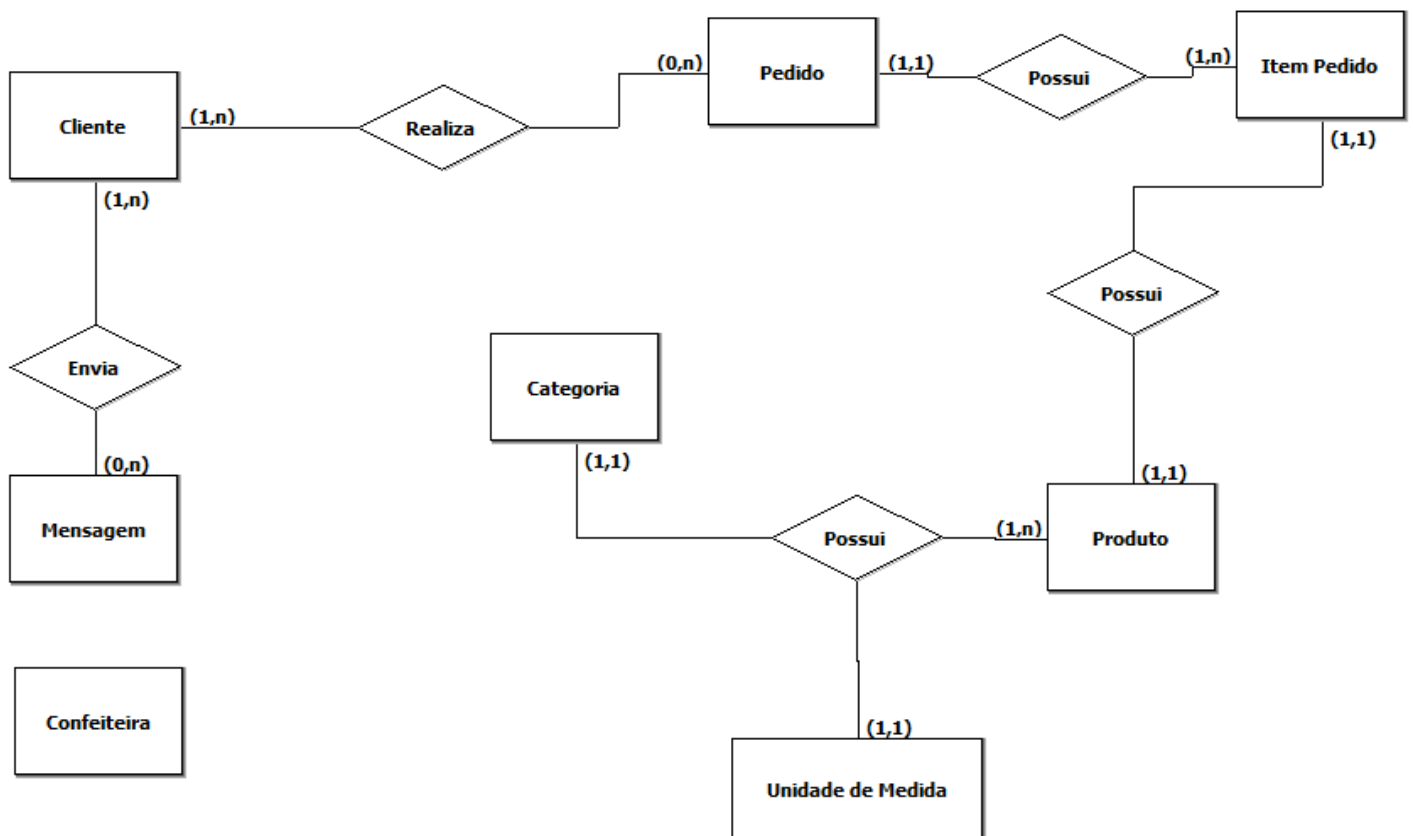 (0,n)
Pedido
(1,1)
Possui
(1,n)
Item Pedido
Cliente
(1,n)
Realiza
(1,1)
(1,n)
Possui
Envia
Categoria
(0,n)
(1,1)
(1,1)
Mensagem
Possui
(1,n)
Produto
Confeiteira
(1,1)
Unidade de Medida